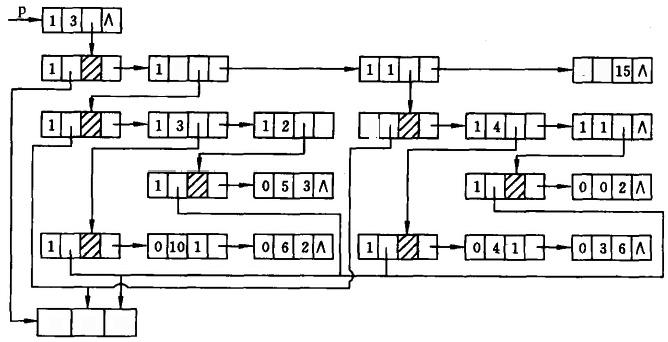 p
1 3 ∧
1 1 1 1 15 ∧
1 1 3 1 2 1 4 1 1 ∧
1 0 5 3 ∧ 1 0 0 2 ∧
1 0 10 1 0 6 2 ∧ 1 0 4 1 0 3 6 ∧